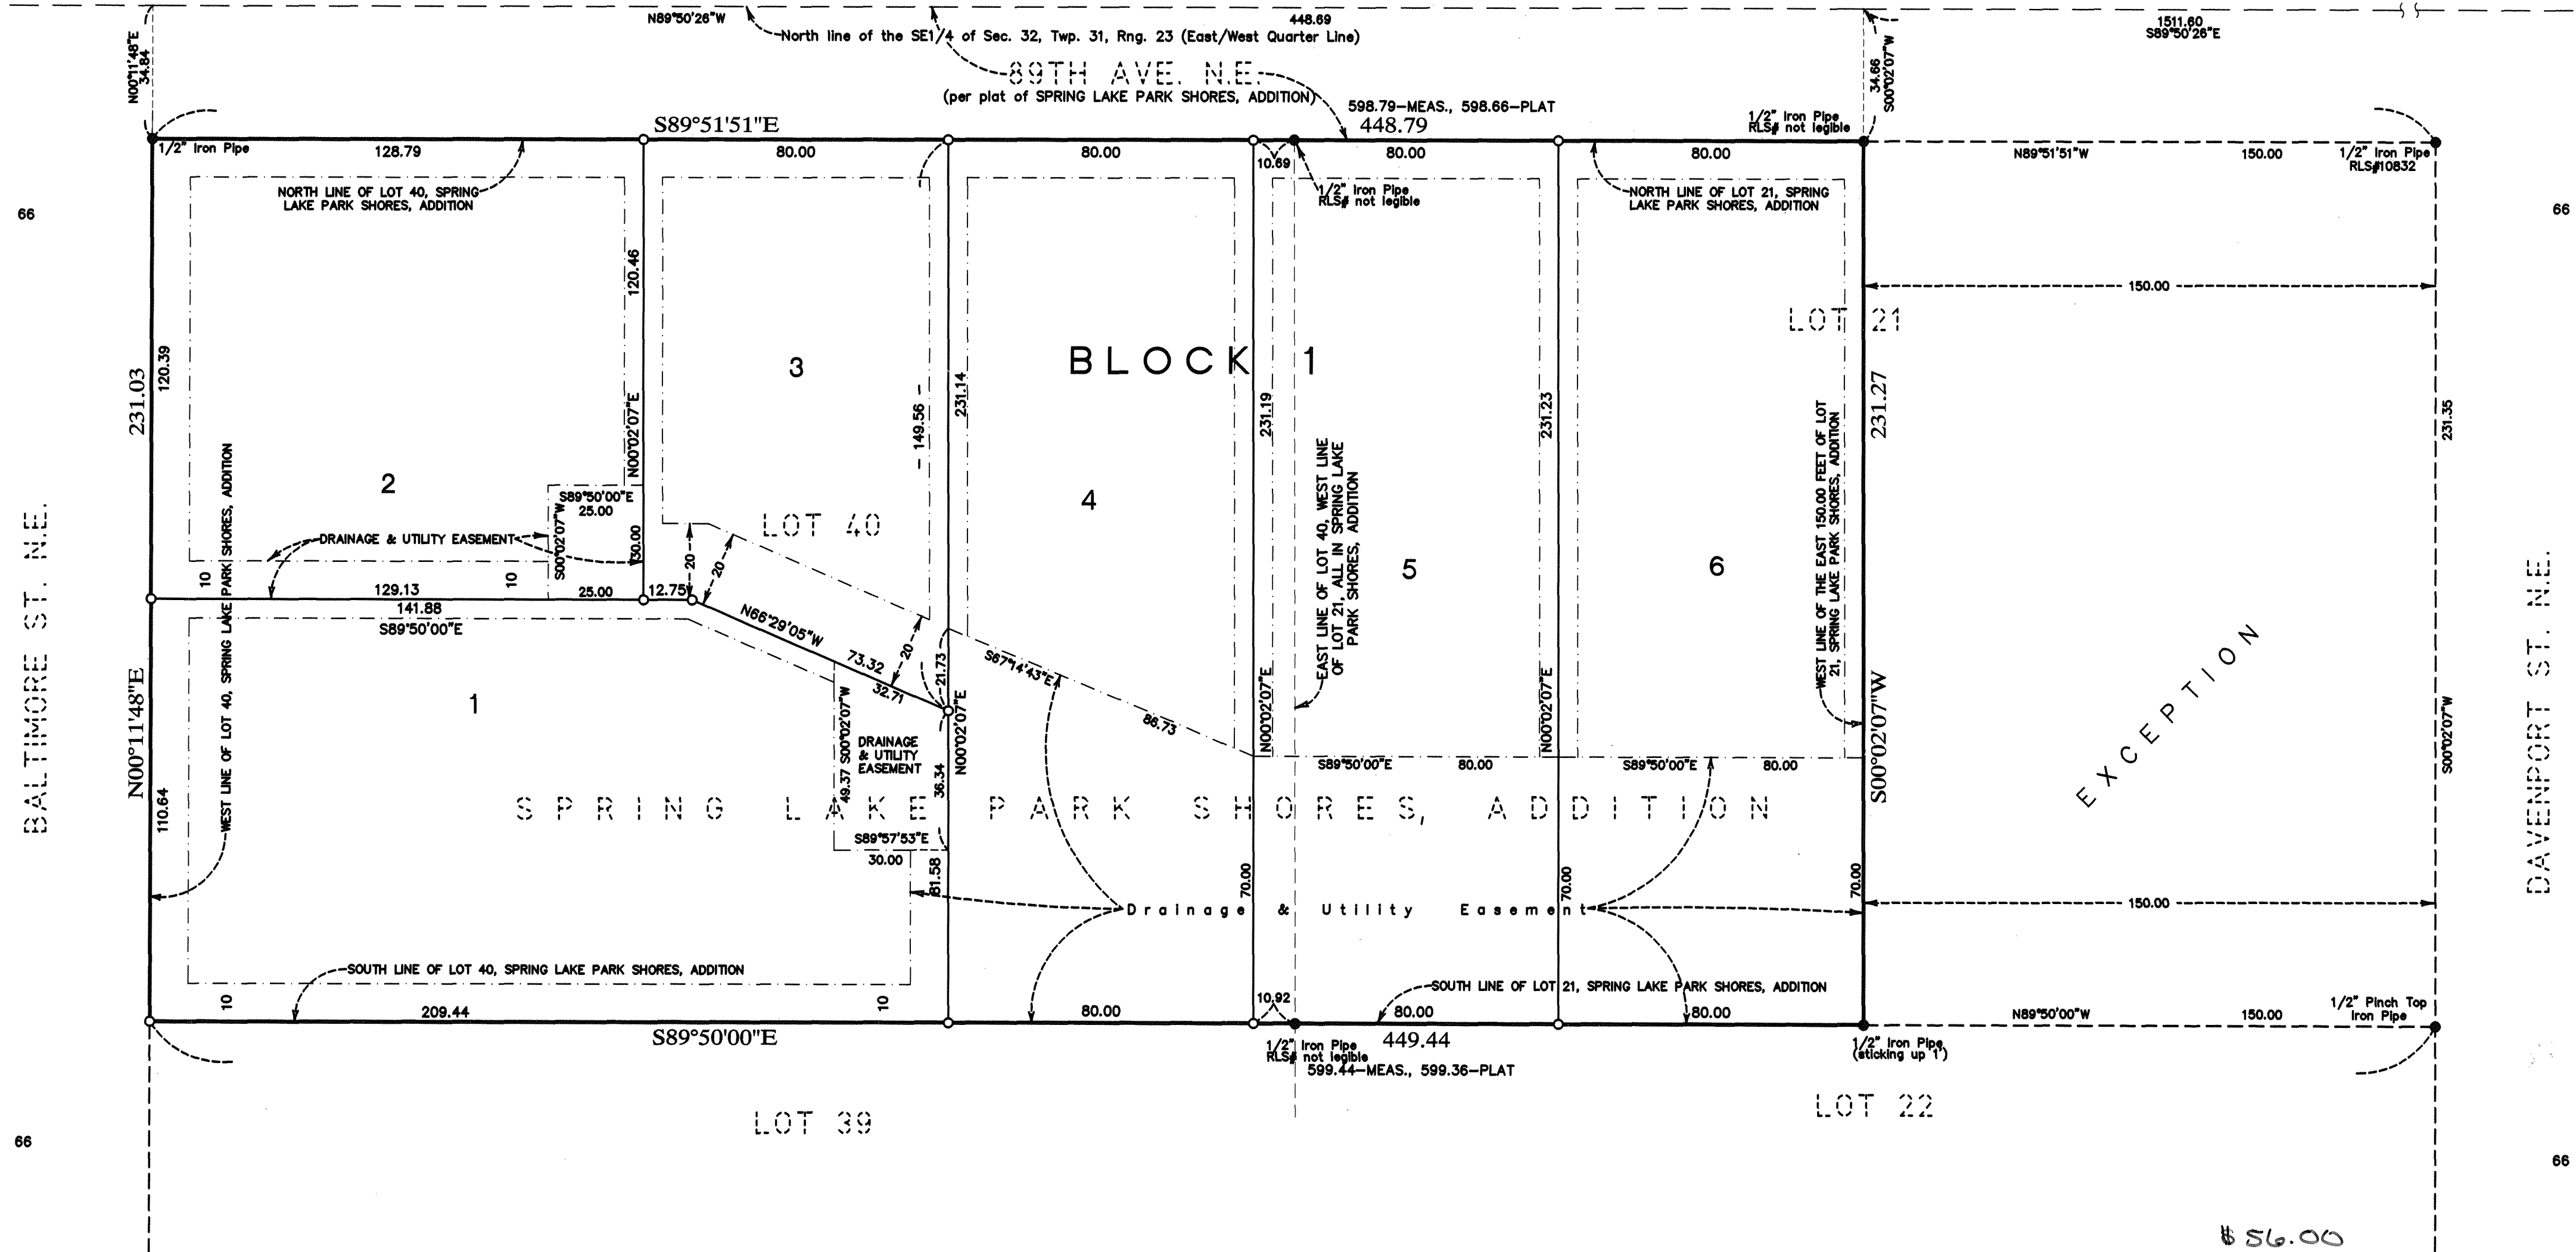 N89°50'26"W
448.69
1511.60
S89°50'26"E
North line of the SE1/4 of Sec. 32, Twp. 31, Rng. 23 (East/West Quarter Line)
N00°11'48"E
34.84
34.66
S00°02'07"W
89TH AVE. N.E.
(per plat of SPRING LAKE PARK SHORES, ADDITION)
598.79-MEAS., 598.66-PLAT
S89°51'51"E
448.79
1/2" Iron Pipe
RLS# not legible
1/2" Iron Pipe
128.79
80.00
80.00
10.69
80.00
80.00
N89°51'51"W
150.00
1/2" Iron Pipe
RLS#10832
NORTH LINE OF LOT 40, SPRING
LAKE PARK SHORES, ADDITION
1/2" Iron Pipe
RLS# not legible
NORTH LINE OF LOT 21, SPRING
LAKE PARK SHORES, ADDITION
66
66
120.46
150.00
LOT 21
BLOCK 1
3
120.39
231.03
N00°02'07"E
149.56
231.14
231.19
231.23
231.27
231.35
2
4
5
6
S89°50'00"E
25.00
S00°02'07"W
30.00
LOT 40
DRAINAGE & UTILITY EASEMENT
WEST LINE OF LOT 40, SPRING LAKE PARK SHORES, ADDITION
EAST LINE OF LOT 40, WEST LINE
OF LOT 21, ALL IN SPRING LAKE
PARK SHORES, ADDITION
WEST LINE OF THE EAST 150.00 FEET OF LOT
21, SPRING LAKE PARK SHORES, ADDITION
BALTIMORE ST. N.E.
DAVENPORT ST. N.E.
10
10
20
20
129.13
25.00
12.75
141.88
S89°50'00"E
N66°29'05"W
73.32
32.71
20
21.73
S67°14'43"E
86.73
1
N00°11'48"E
110.64
DRAINAGE
& UTILITY
EASEMENT
49.37 S00°02'07"W
36.34
N00°02'07"E
N00°02'07"E
N00°02'07"E
S00°02'07"W
S00°02'07"W
S89°50'00"E
80.00
S89°50'00"E
80.00
EXCEPTION
SPRING LAKE PARK SHORES, ADDITION
S89°57'53"E
30.00
81.58
70.00
70.00
70.00
150.00
Drainage & Utility Easement
SOUTH LINE OF LOT 40, SPRING LAKE PARK SHORES, ADDITION
SOUTH LINE OF LOT 21, SPRING LAKE PARK SHORES, ADDITION
10
10
209.44
80.00
10.92
80.00
80.00
N89°50'00"W
150.00
1/2" Pinch Top
Iron Pipe
S89°50'00"E
449.44
1/2" Iron Pipe
RLS# not legible
1/2" Iron Pipe
(sticking up 1')
599.44-MEAS., 599.36-PLAT
LOT 39
LOT 22
66
66
$56.00